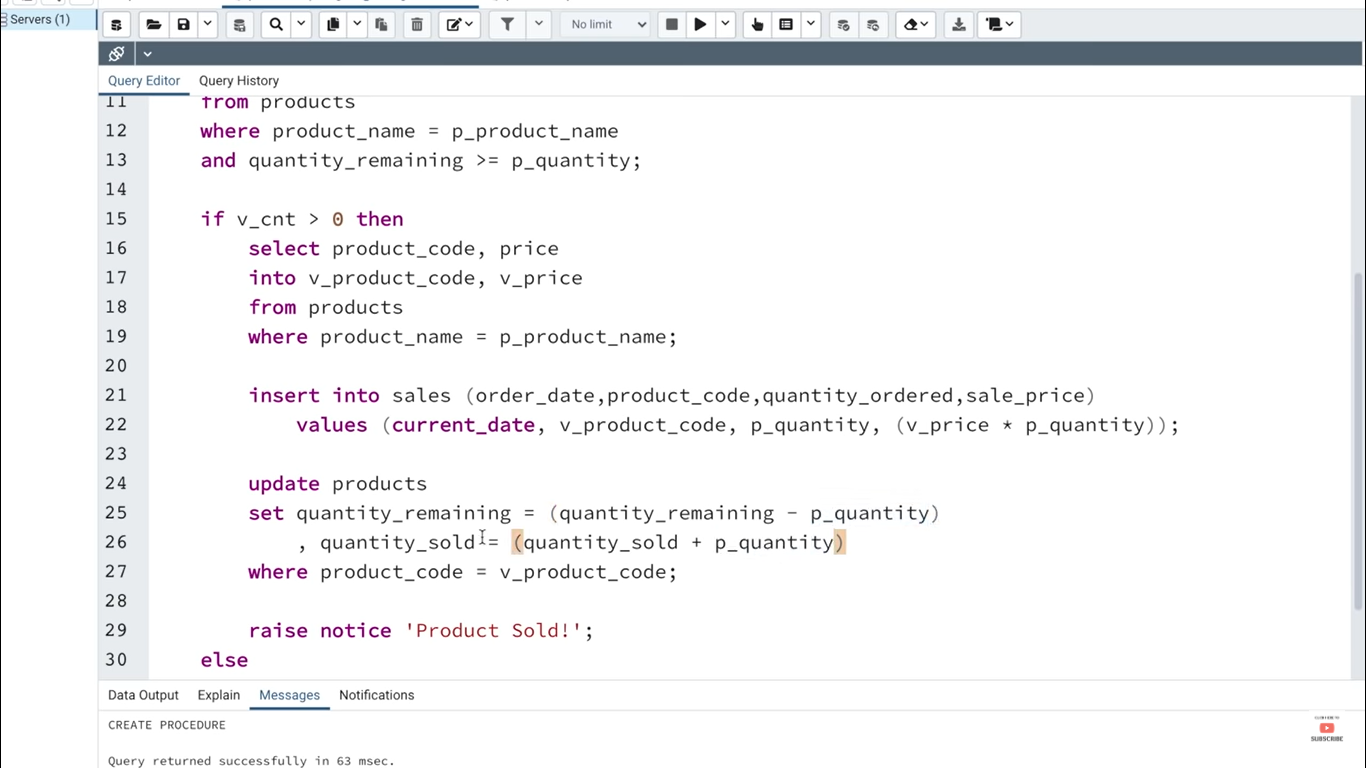 Servers (1)
No limit
Query Editor Query History
11 from products
12 where product_name = p_product_name
13 and quantity_remaining >= p_quantity;
14
15 if v_cnt > 0 then
16 select product_code, price
17 into v_product_code, v_price
18 from products
19 where product_name = p_product_name;
20
21 insert into sales (order_date,product_code,quantity_ordered,sale_price)
22 values (current_date, v_product_code, p_quantity, (v_price * p_quantity));
23
24 update products
25 set quantity_remaining = (quantity_remaining - p_quantity)
26 , quantity_sold = (quantity_sold + p_quantity)
27 where product_code = v_product_code;
28
29 raise notice 'Product Sold!';
30 else
Data Output Explain Messages Notifications
CREATE PROCEDURE
Query returned successfully in 63 msec.
SUBSCRIBE